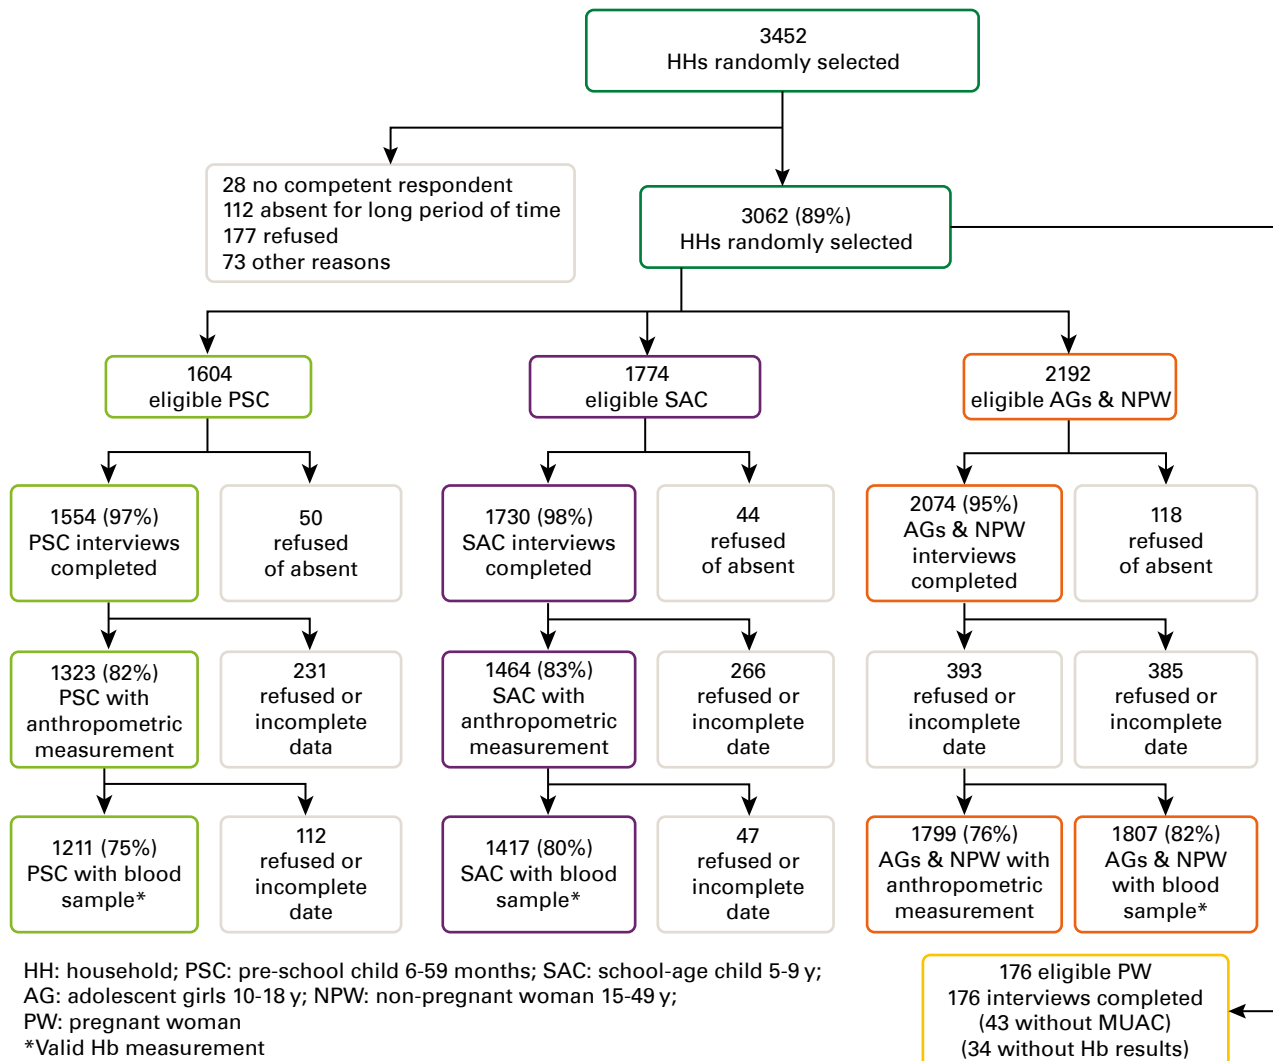 3452
HHs randomly selected
28 no competent respondent
112 absent for long period of time
177 refused
73 other reasons
3062 (89%)
HHs randomly selected
1604
eligible PSC
1774
eligible SAC
2192
eligible AGs & NPW
1554 (97%)
PSC interviews
completed
50
refused
of absent
1730 (98%)
SAC interviews
completed
44
refused
of absent
2074 (95%)
AGs & NPW
interviews
completed
118
refused
of absent
1323 (82%)
PSC with
anthropometric
measurement
231
refused or
incomplete
data
1464 (83%)
SAC with
anthropometric
measurement
266
refused or
incomplete
date
393
refused or
incomplete
date
385
refused or
incomplete
date
1211 (75%)
PSC with blood
sample*
112
refused or
incomplete
date
1417 (80%)
SAC with blood
sample*
47
refused or
incomplete
date
1799 (76%)
AGs & NPW with
anthropometric
measurement
1807 (82%)
AGs & NPW
with blood
sample*
HH: household; PSC: pre-school child 6-59 months; SAC: school-age child 5-9 y;
AG: adolescent girls 10-18 y; NPW: non-pregnant woman 15-49 y;
PW: pregnant woman
*Valid Hb measurement
176 eligible PW
176 interviews completed
(43 without MUAC)
(34 without Hb results)